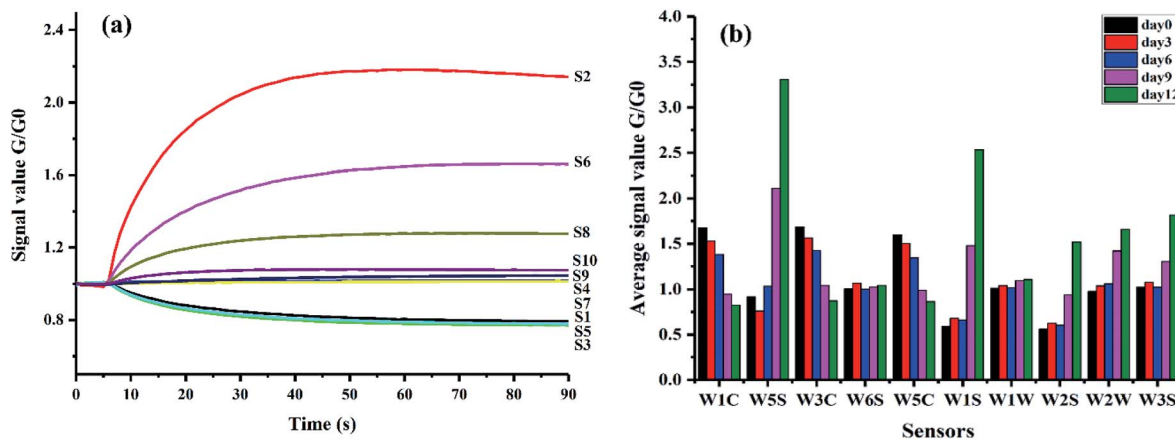 (a)
Signal value G/G0
2.4
2.0
1.6
1.2
0.8
0 10 20 30 40 50 60 70 80 90
Time (s)
S2
S6
S8
S10
S9
S4
S7
S1
S5
S3
(b)
Average signal value G/G0
4.0
3.5
3.0
2.5
2.0
1.5
1.0
0.5
0.0
W1C W5S W3C W6S W5C W1S W1W W2S W2W W3S
Sensors
day0
day3
day6
day9
day12